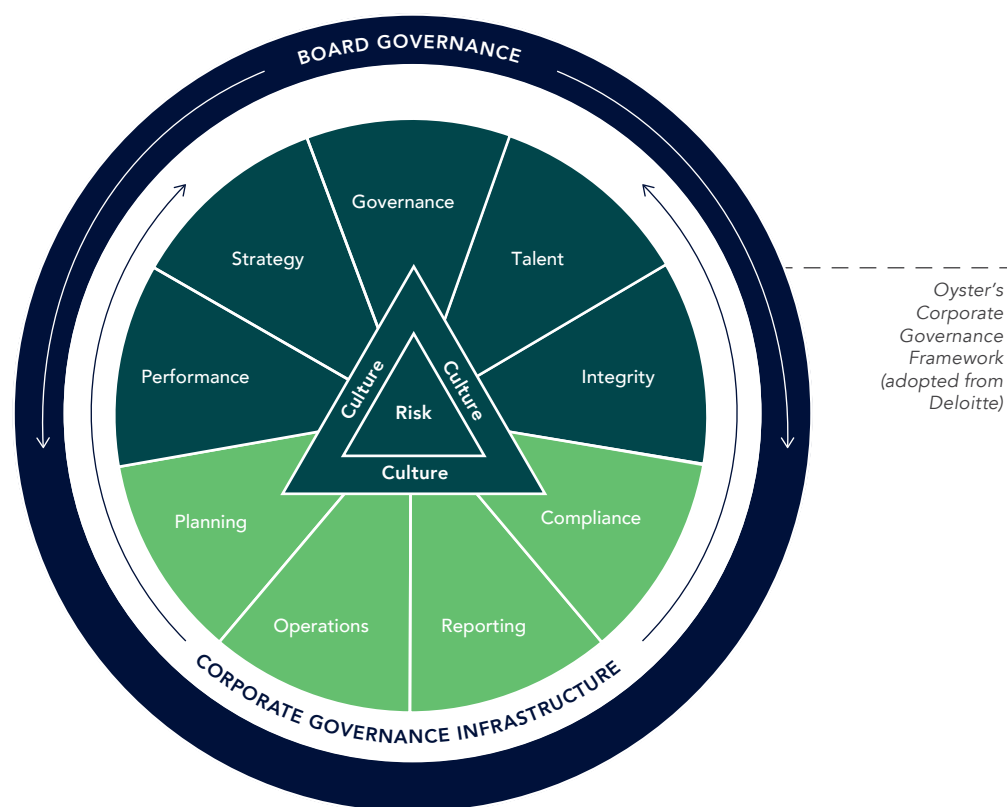 BOARD GOVERNANCE
Governance
Strategy
Talent
Performance
Integrity
Culture
Culture
Risk
Culture
Planning
Compliance
Operations
Reporting
CORPORATE GOVERNANCE INFRASTRUCTURE
Oyster’s
Corporate
Governance
Framework
(adopted from
Deloitte)